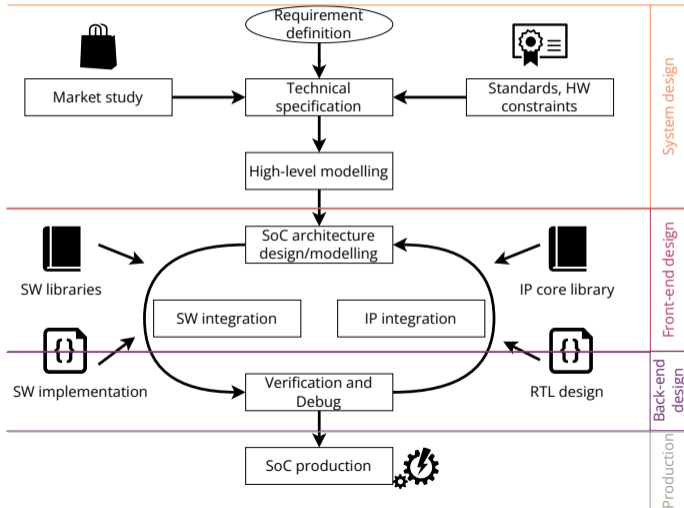 Requirement
definition
Market study
Technical
specification
Standards, HW
constraints
System design
High-level modelling
SoC architecture
design/modelling
SW libraries
IP core library
SW integration
IP integration
Front-end design
{}
{}
SW implementation
Verification and
Debug
RTL design
Back-end
design
SoC production
Production